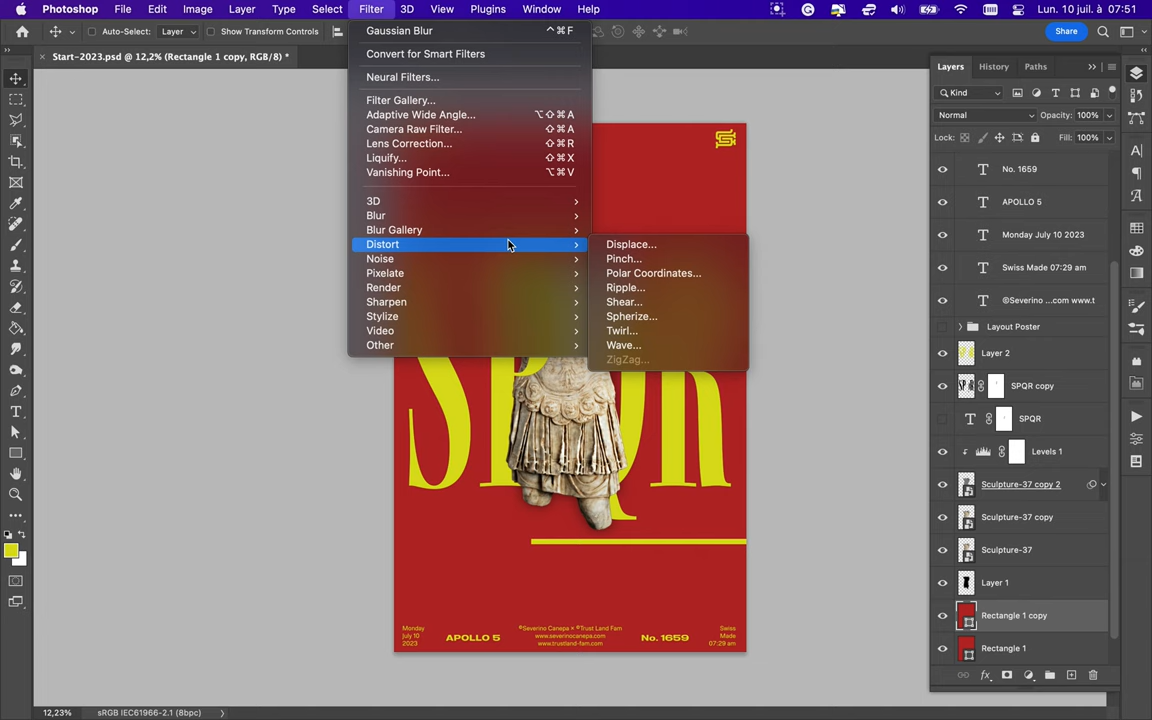 Photoshop File Edit Image Layer Type Select Filter 3D View Plugins Window Help Lun. 10 juil. à 07:51
Auto-Select: Layer Show Transform Controls Share
Start-2023.psd @ 12,2% (Rectangle 1 copy, RGB/8) *
Gaussian Blur ⌃⌘F
Convert for Smart Filters
Neural Filters...
Filter Gallery...
Adaptive Wide Angle... ⌥⇧⌘A
Camera Raw Filter... ⇧⌘A
Lens Correction... ⇧⌘R
Liquify... ⇧⌘X
Vanishing Point... ⌥⌘V
3D
Blur
Blur Gallery
Distort
Noise
Pixelate
Render
Sharpen
Stylize
Video
Other
Displace...
Pinch...
Polar Coordinates...
Ripple...
Shear...
Spherize...
Twirl...
Wave...
ZigZag...
SPQR
Monday
July 10
2023
APOLLO 5
©Severino Canepa × ©Trust Land Fam
www.severinocanepa.com
www.trustland-fam.com
No. 1659
Swiss
Made
07:29 am
Layers History Paths
Kind
Normal Opacity: 100%
Lock: Fill: 100%
No. 1659
APOLLO 5
Monday July 10 2023
Swiss Made 07:29 am
©Severino ...com www.t
Layout Poster
Layer 2
SPQR copy
SPQR
Levels 1
Sculpture-37 copy 2
Sculpture-37 copy
Sculpture-37
Layer 1
Rectangle 1 copy
Rectangle 1
fx
12,23% sRGB IEC61966-2.1 (8bpc)